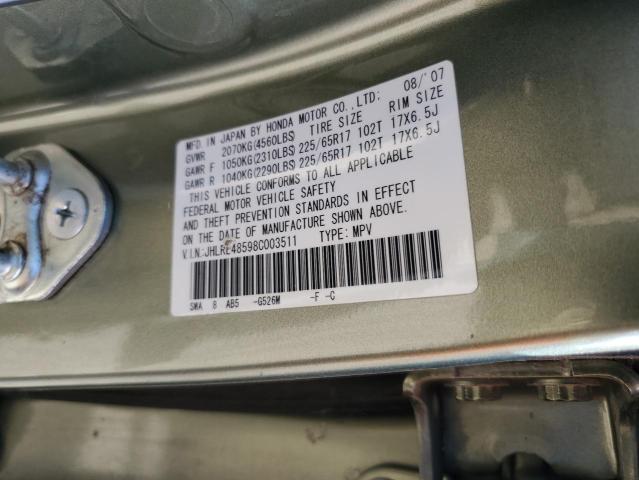 MFD. IN JAPAN BY HONDA MOTOR CO.,LTD: 08/'07
GVWR 2070KG(4560LBS) TIRE SIZE RIM SIZE
GAWR F 1050KG(2310LBS) 225/65R17 102T 17X6.5J
GAWR R 1040KG(2290LBS) 225/65R17 102T 17X6.5J
THIS VEHICLE CONFORMS TO ALL APPLICABLE
FEDERAL MOTOR VEHICLE SAFETY
AND THEFT PREVENTION STANDARDS IN EFFECT
ON THE DATE OF MANUFACTURE SHOWN ABOVE.
V.I.N:JHLRE48598C003511 TYPE: MPV
SWA 8 AB5 -G526M -F -C